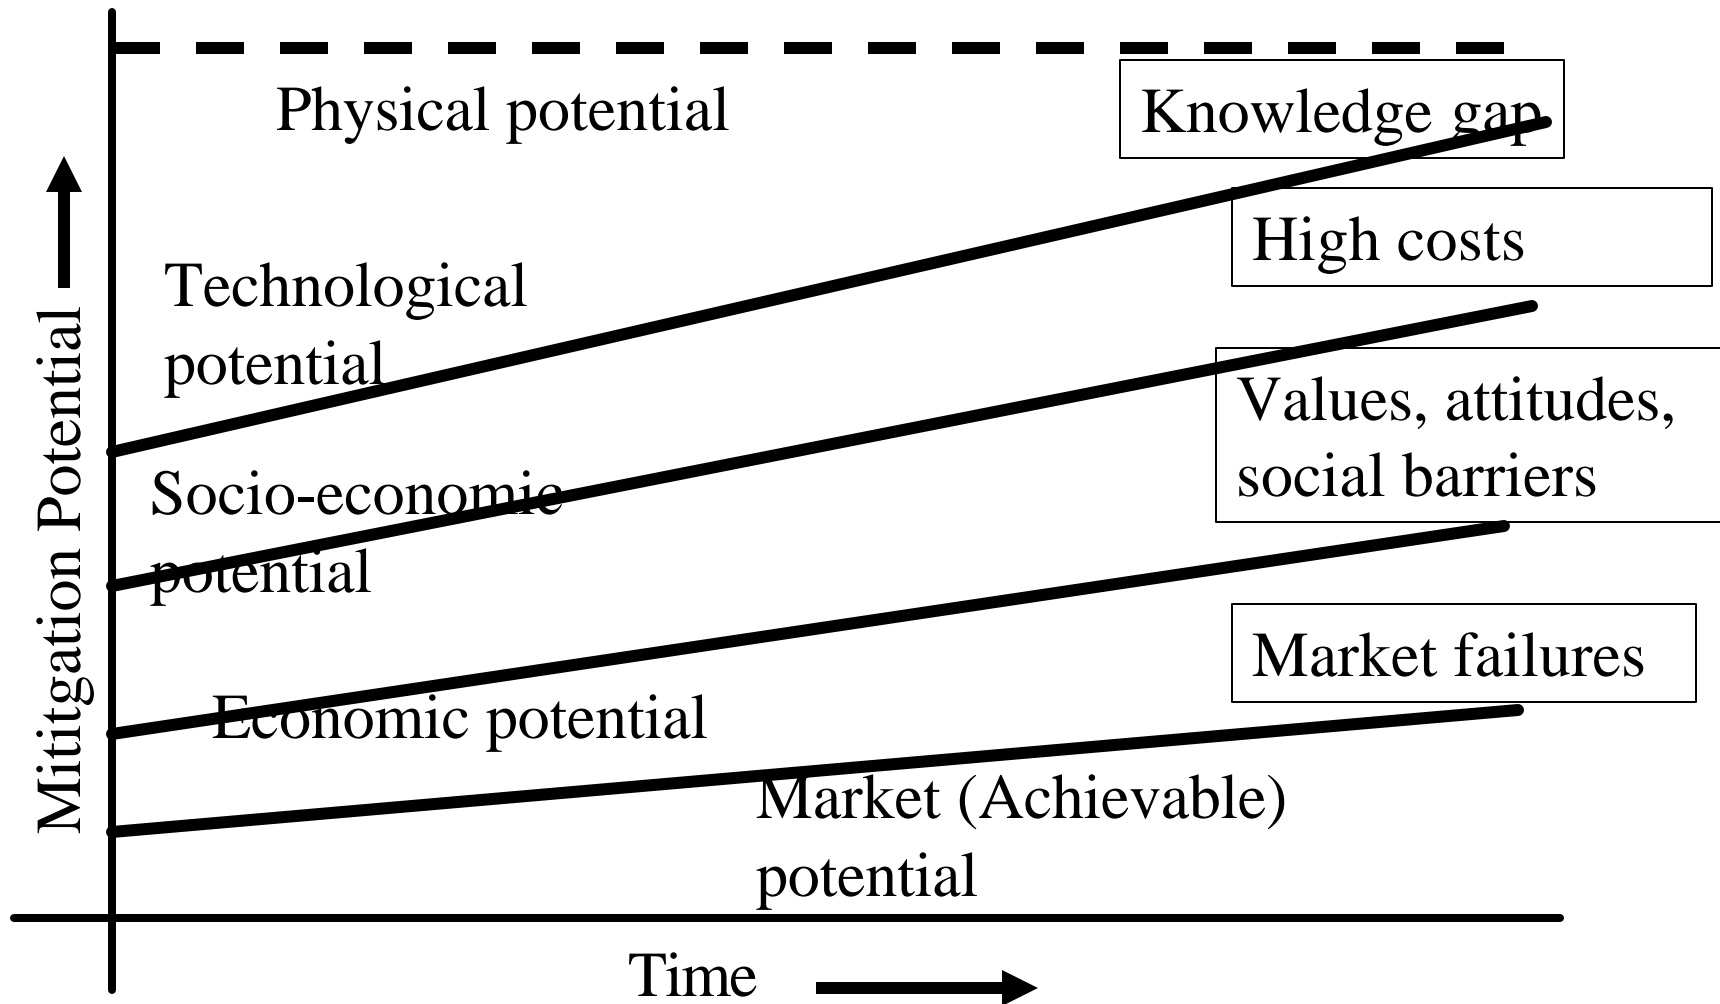 Physical potential
Knowledge gap
High costs
Technological
potential
Values, attitudes,
social barriers
Socio-economic
potential
Market failures
Economic potential
Market (Achievable)
potential
Mititgation Potential
Time